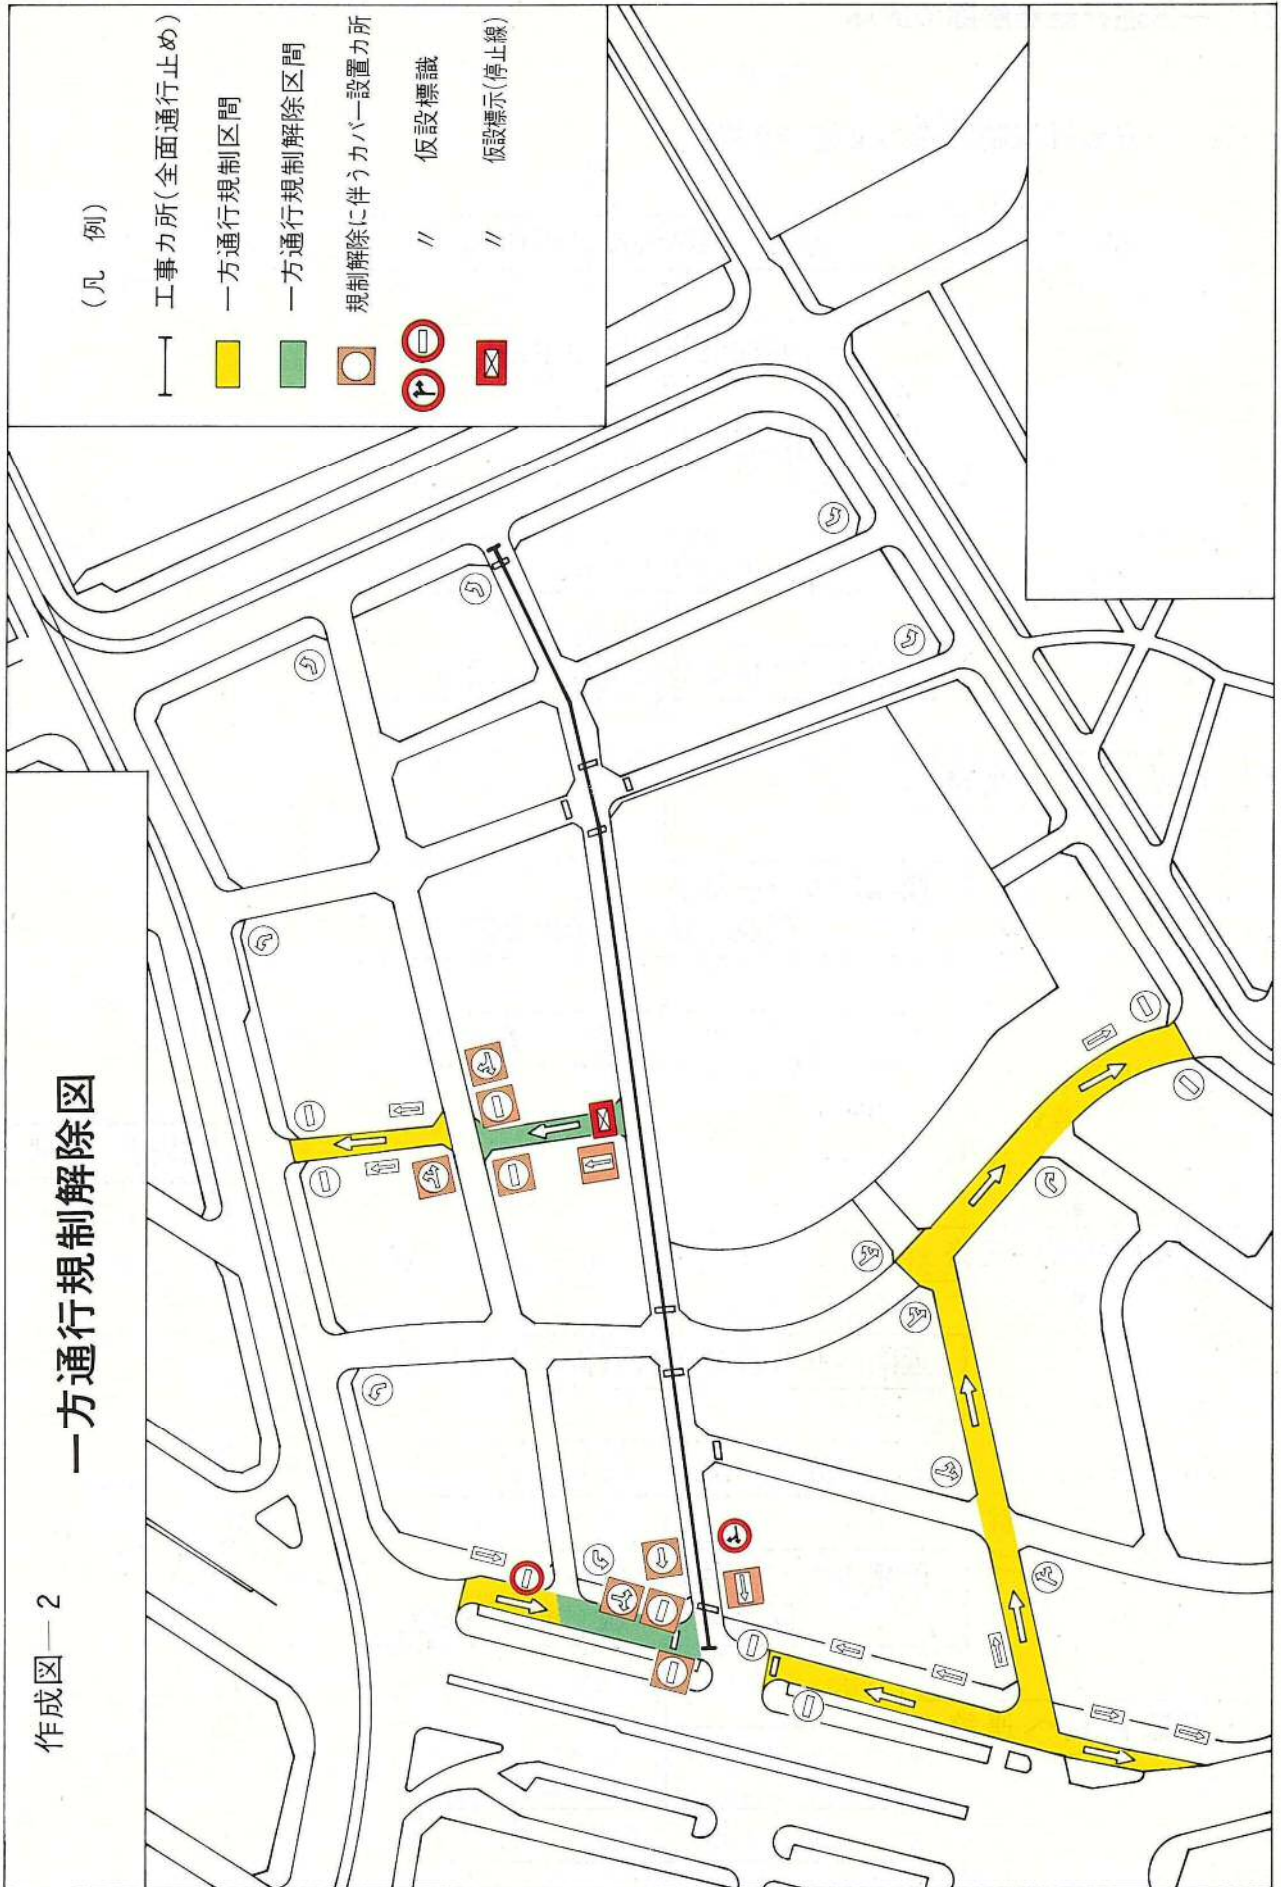 作成図―2
一方通行規制解除図
(凡 例)
工事カ所(全面通行止め)
一方通行規制区間
一方通行規制解除区間
規制解除に伴うカバー設置カ所
〃 仮設標識
〃 仮設標示(停止線)